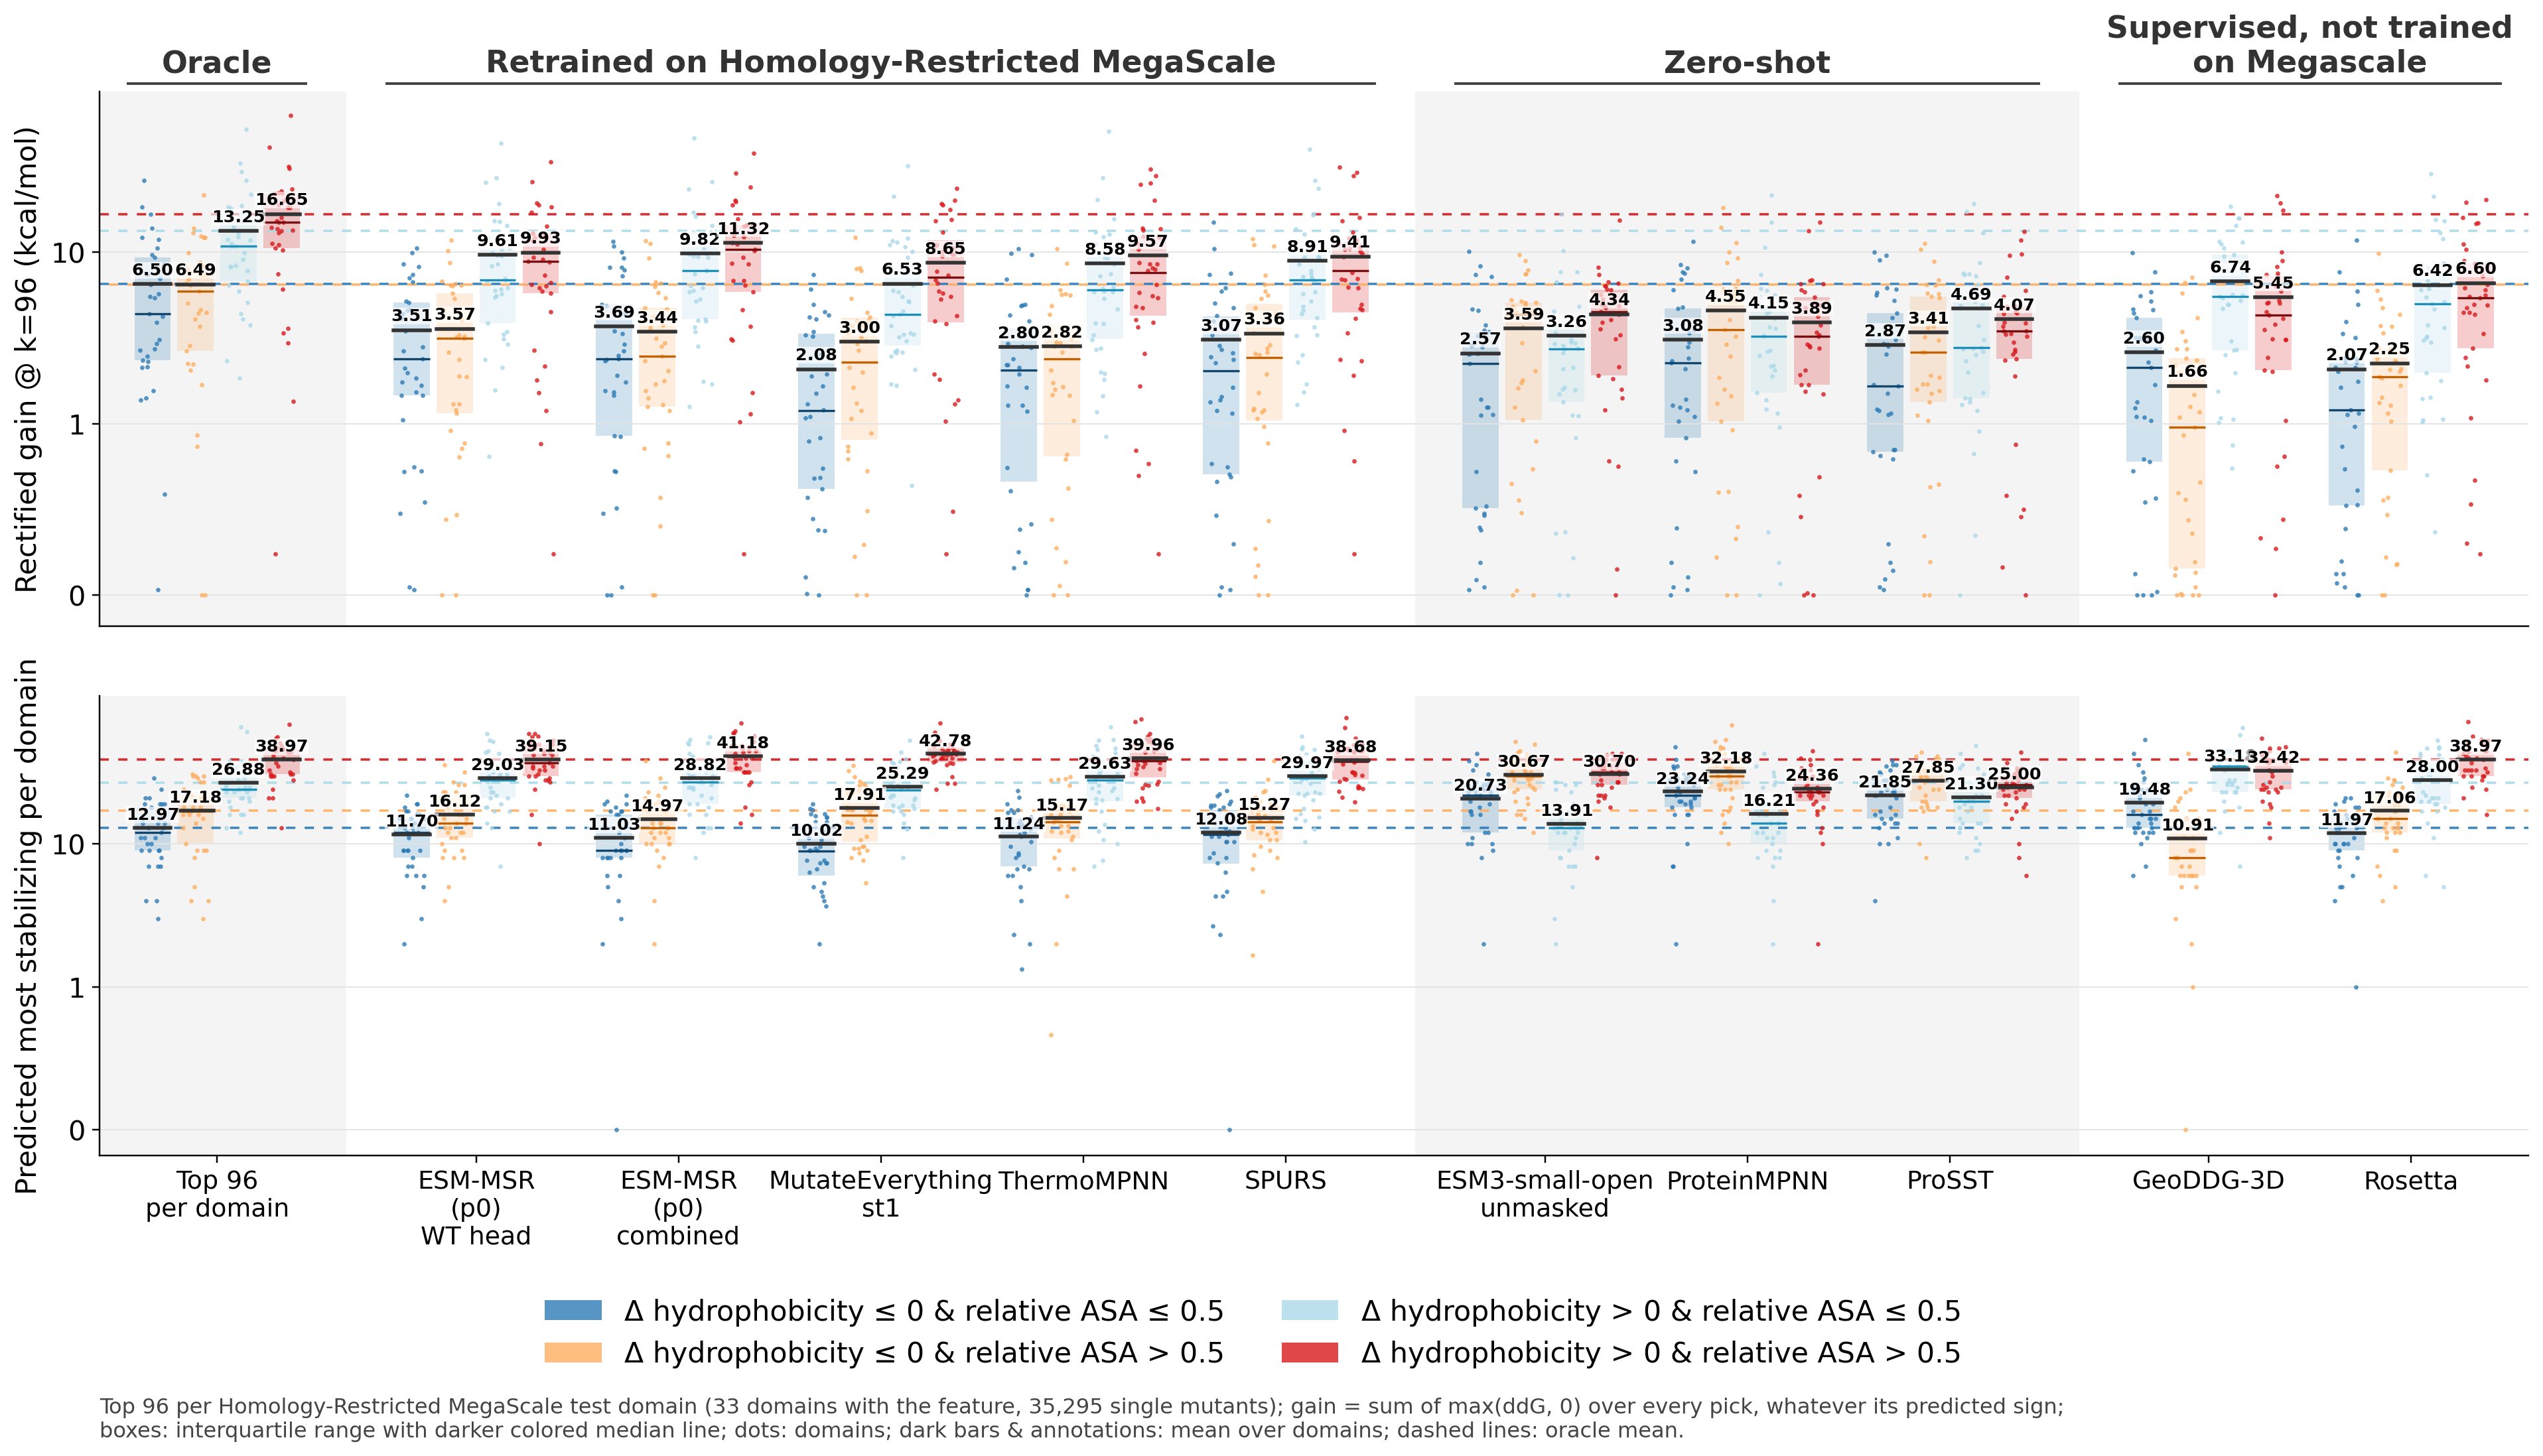 Oracle
Retrained on Homology-Restricted MegaScale
Zero-shot
Supervised, not trained
on Megascale
Rectified gain @ k=96 (kcal/mol)
10
1
0
6.50 6.49 13.25 16.65
3.51 3.57 9.61 9.93
3.69 3.44 9.82 11.32
2.08 3.00 6.53 8.65
2.80 2.82 8.58 9.57
3.07 3.36 8.91 9.41
2.57 3.59 3.26 4.34
3.08 4.55 4.15 3.89
2.87 3.41 4.69 4.07
2.60 1.66 6.74 5.45
2.07 2.25 6.42 6.60
Predicted most stabilizing per domain
10
1
0
12.97 17.18 26.88 38.97
11.70 16.12 29.03 39.15
11.03 14.97 28.82 41.18
10.02 17.91 25.29 42.78
11.24 15.17 29.63 39.96
12.08 15.27 29.97 38.68
20.73 30.67 13.91 30.70
23.24 32.18 16.21 24.36
21.85 27.85 21.30 25.00
19.48 10.91 32.42
11.97 17.06 28.00 38.97
Top 96
per domain
ESM-MSR
(p0)
WT head
ESM-MSR
(p0)
combined
MutateEverything
st1
ThermoMPNN
SPURS
ESM3-small-open
unmasked
ProteinMPNN
ProSST
GeoDDG-3D
Rosetta
Δ hydrophobicity ≤ 0 & relative ASA ≤ 0.5
Δ hydrophobicity ≤ 0 & relative ASA > 0.5
Δ hydrophobicity > 0 & relative ASA ≤ 0.5
Δ hydrophobicity > 0 & relative ASA > 0.5
Top 96 per Homology-Restricted MegaScale test domain (33 domains with the feature, 35,295 single mutants); gain = sum of max(ddG, 0) over every pick, whatever its predicted sign;
boxes: interquartile range with darker colored median line; dots: domains; dark bars & annotations: mean over domains; dashed lines: oracle mean.